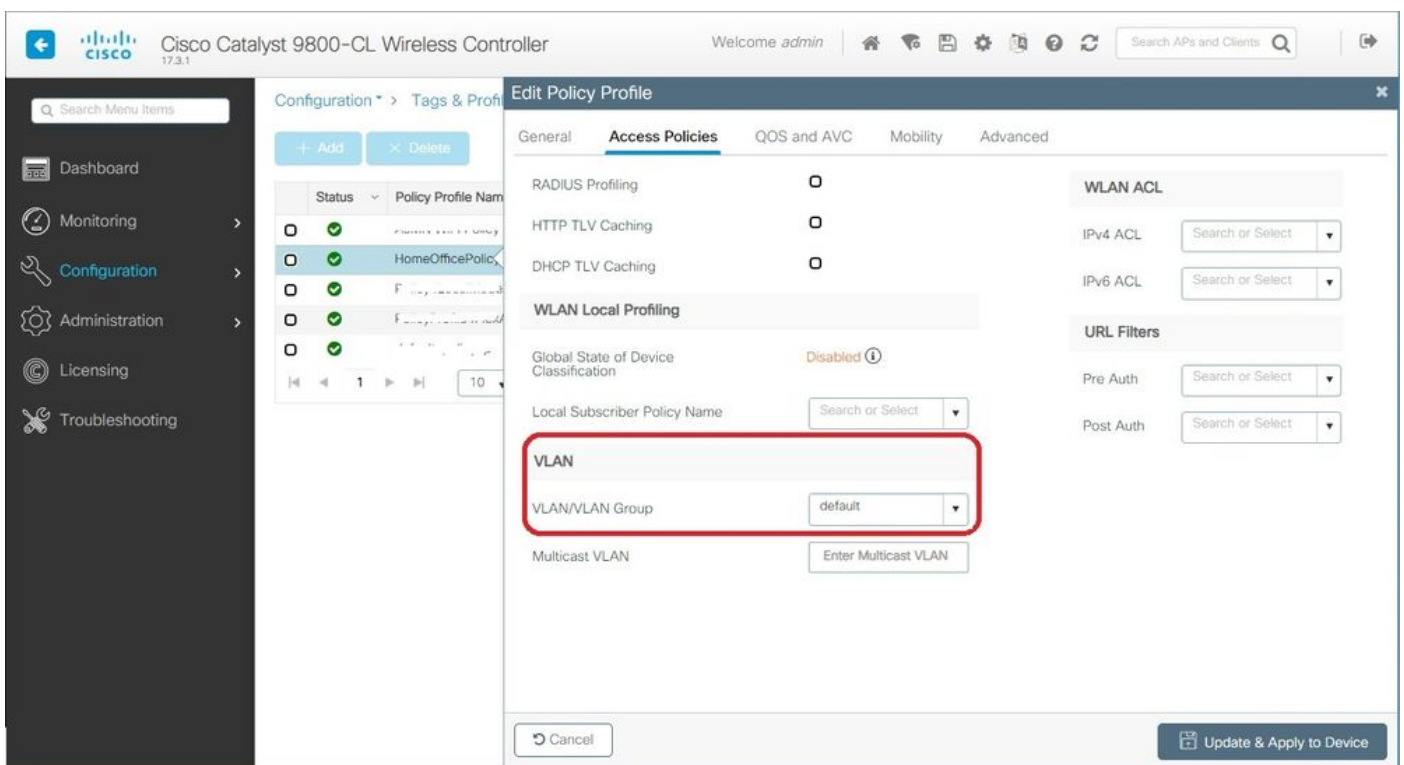 CISCO
Cisco Catalyst 9800-CL Wireless Controller
17.3.1
Welcome admin
Search APs and Clients
Search Menu Items
Dashboard
Monitoring
Configuration
Administration
Licensing
Troubleshooting
Configuration > Tags & Profil
+ Add × Delete
Status Policy Profile Nam
HomeOfficePolicy
1 10
Edit Policy Profile
General Access Policies QOS and AVC Mobility Advanced
RADIUS Profiling
HTTP TLV Caching
DHCP TLV Caching
WLAN Local Profiling
Global State of Device
Classification
Disabled
Local Subscriber Policy Name Search or Select
VLAN
VLAN/VLAN Group default
Multicast VLAN Enter Multicast VLAN
WLAN ACL
IPv4 ACL Search or Select
IPv6 ACL Search or Select
URL Filters
Pre Auth Search or Select
Post Auth Search or Select
Cancel
Update & Apply to Device